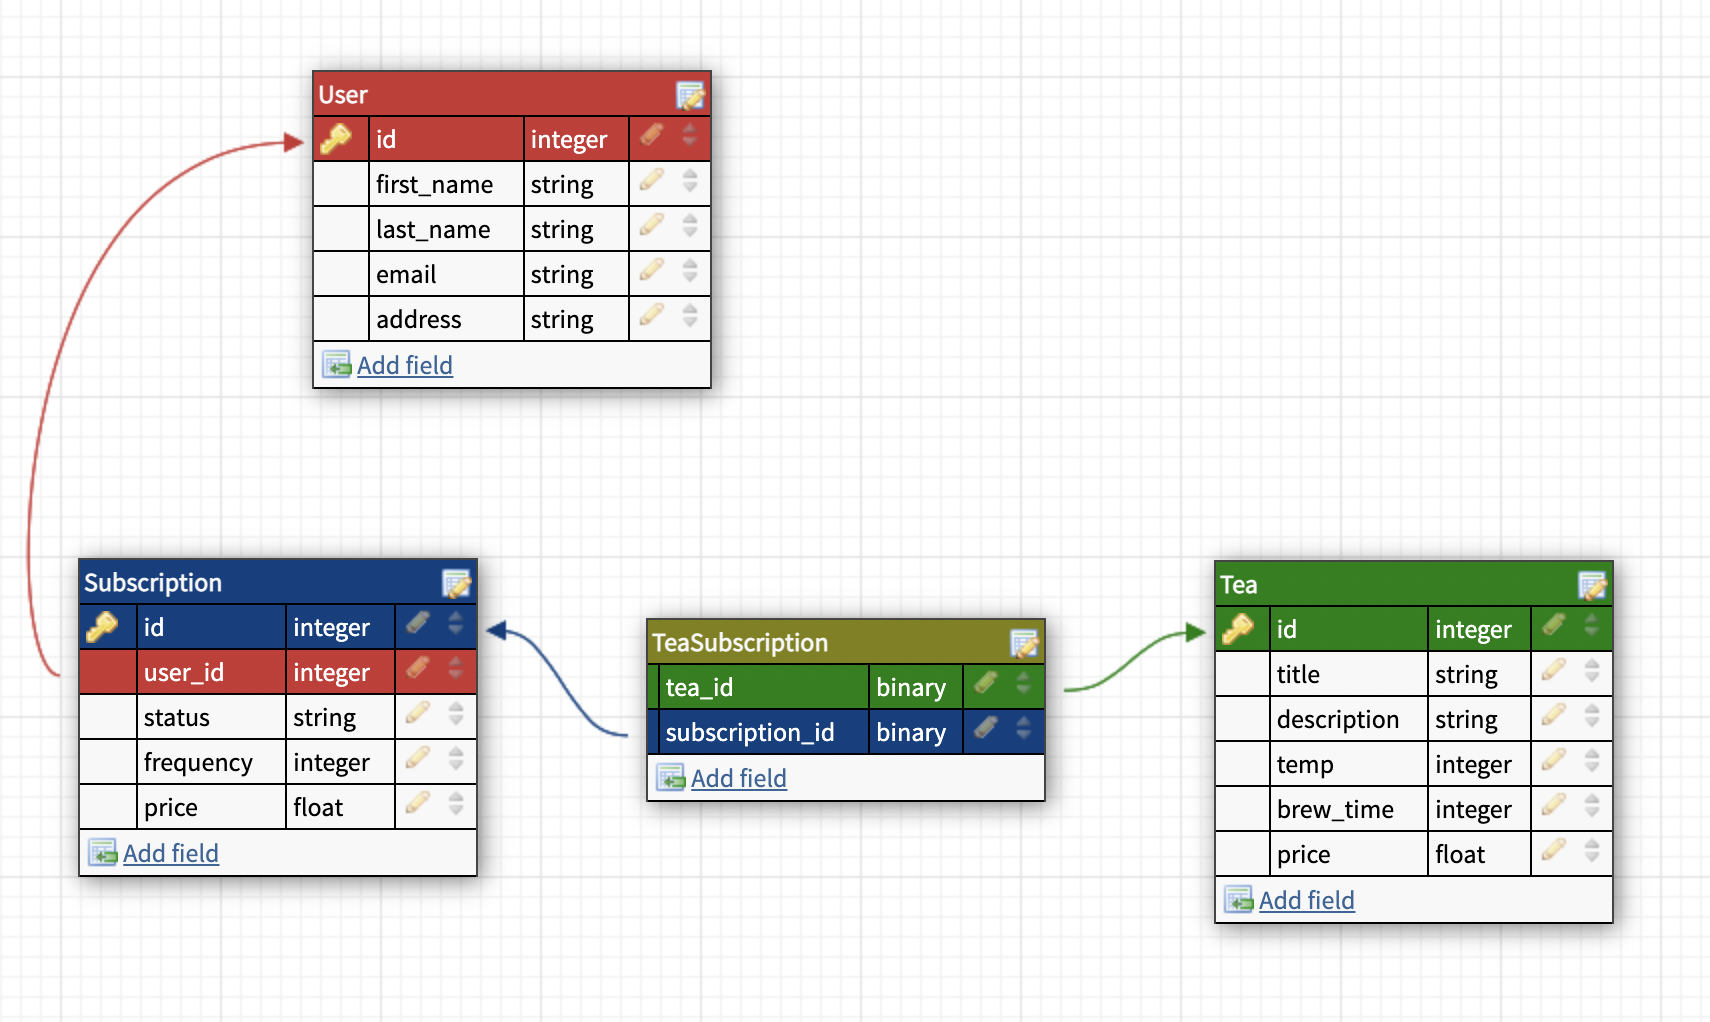 User
id integer
first_name string
last_name string
email string
address string
Add field
Subscription
id integer
user_id integer
status string
frequency integer
price float
Add field
TeaSubscription
tea_id binary
subscription_id binary
Add field
Tea
id integer
title string
description string
temp integer
brew_time integer
price float
Add field